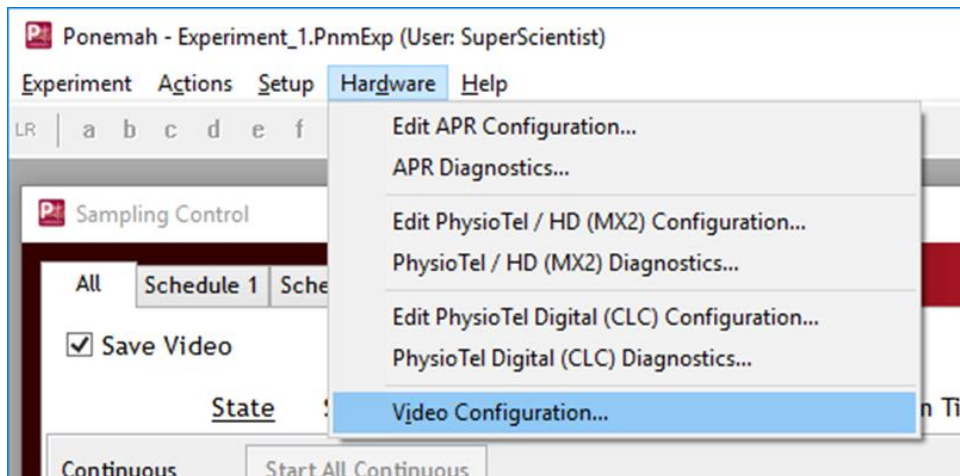 Ponemah - Experiment_1.PnmExp (User: SuperScientist)
Experiment Actions Setup Hardware Help
LR a b c d e f
Edit APR Configuration...
APR Diagnostics...
Edit PhysioTel / HD (MX2) Configuration...
PhysioTel / HD (MX2) Diagnostics...
Edit PhysioTel Digital (CLC) Configuration...
PhysioTel Digital (CLC) Diagnostics...
Video Configuration...
Sampling Control
All Schedule 1
Save Video
State
Continuous Start All Continuous